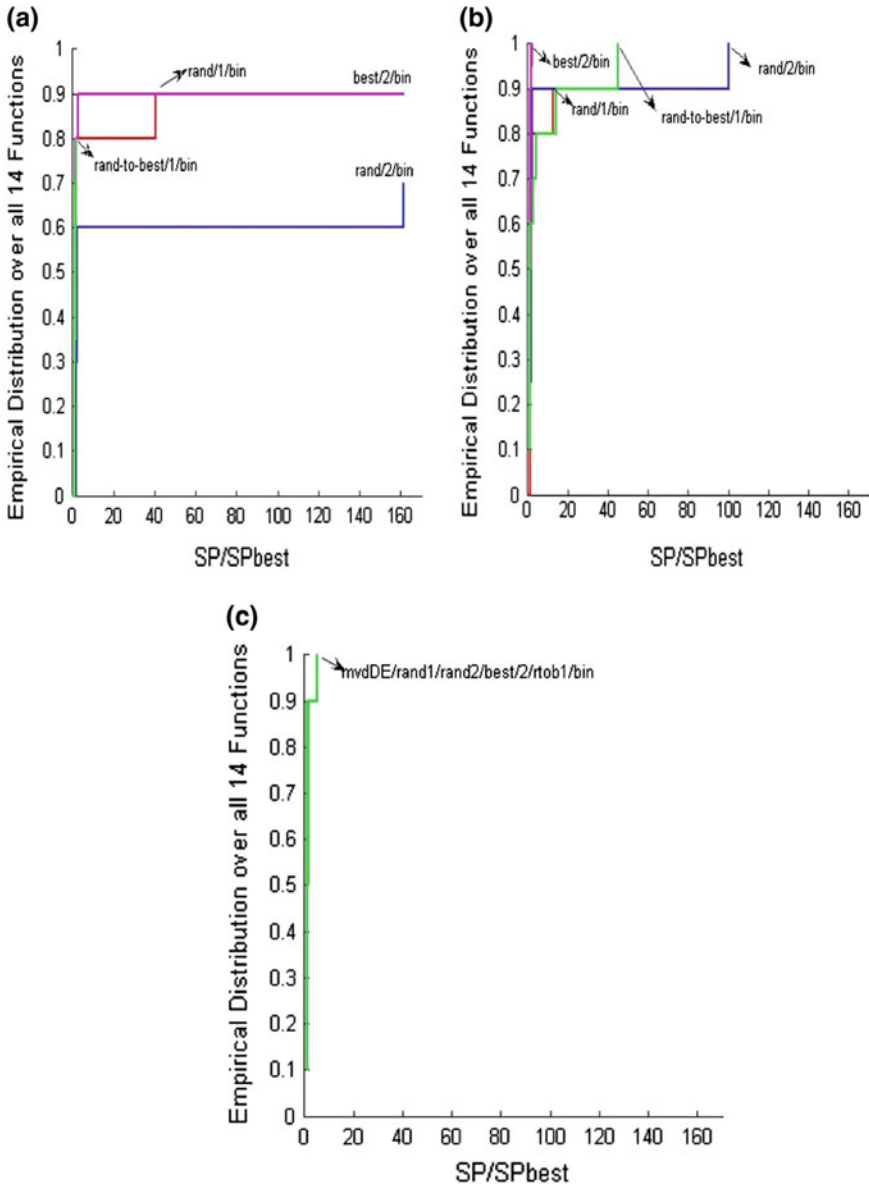 (a)
Empirical Distribution over all 14 Functions
1
0.9
0.8
0.7
0.6
0.5
0.4
0.3
0.2
0.1
0
rand/1/bin
best/2/bin
rand-to-best/1/bin
rand/2/bin
0 20 40 60 80 100 120 140 160
SP/SPbest
(b)
Empirical Distribution over all 14 Functions
1
0.9
0.8
0.7
0.6
0.5
0.4
0.3
0.2
0.1
0
best/2/bin
rand/2/bin
rand/1/bin
rand-to-best/1/bin
0 20 40 60 80 100 120 140 160
SP/SPbest
(c)
Empirical Distribution over all 14 Functions
1
0.9
0.8
0.7
0.6
0.5
0.4
0.3
0.2
0.1
0
mvdDE/rand1/rand2/best/2/rtob1/bin
0 20 40 60 80 100 120 140 160
SP/SPbest